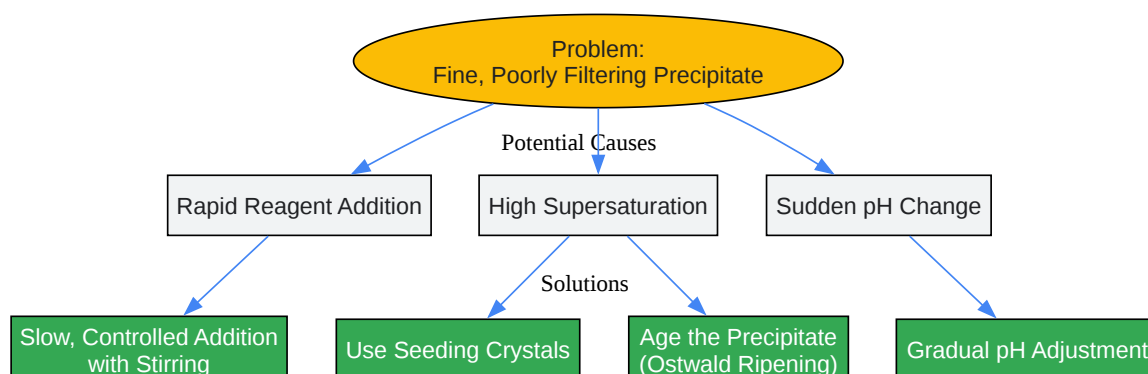 Problem:
Fine, Poorly Filtering Precipitate
Potential Causes
Rapid Reagent Addition
High Supersaturation
Sudden pH Change
Solutions
Slow, Controlled Addition
with Stirring
Use Seeding Crystals
Age the Precipitate
(Ostwald Ripening)
Gradual pH Adjustment